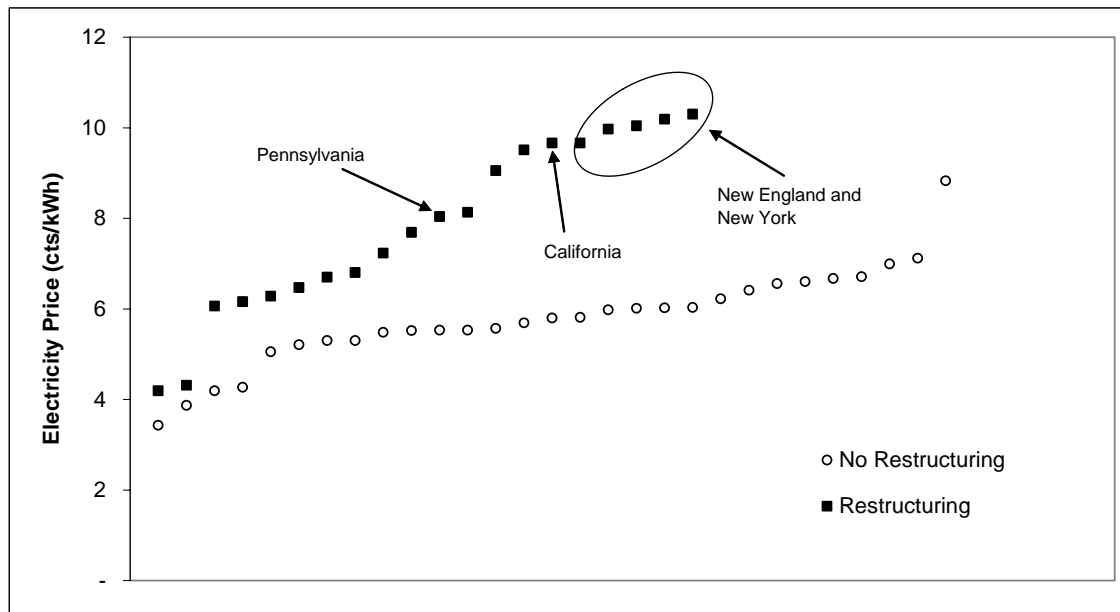 12
10
8
6
4
2
-
Electricity Price (cts/kWh)
Pennsylvania
California
New England and
New York
No Restructuring
Restructuring